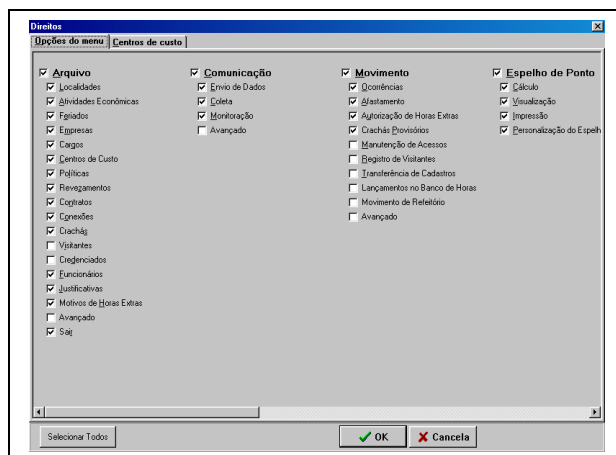 Direitos
Opções do menu
Centros de custo
Arquivo
Localidades
Atividades Econômicas
Feriados
Empresas
Cargos
Centros de Custo
Políticas
Revezamentos
Contratos
Conexões
Crachás
Visitantes
Credenciados
Funcionários
Justificativas
Motivos de Horas Extras
Avançado
Sair
Comunicação
Envio de Dados
Coleta
Monitoração
Avançado
Movimento
Ocorrências
Afastamento
Autorização de Horas Extras
Crachás Provisórios
Manutenção de Acessos
Registro de Visitantes
Transferência de Cadastros
Lançamentos no Banco de Horas
Movimento de Refeitório
Avançado
Espelho de Ponto
Cálculo
Visualização
Impressão
Personalização do Espelh
Selecionar Todos
OK
Cancela